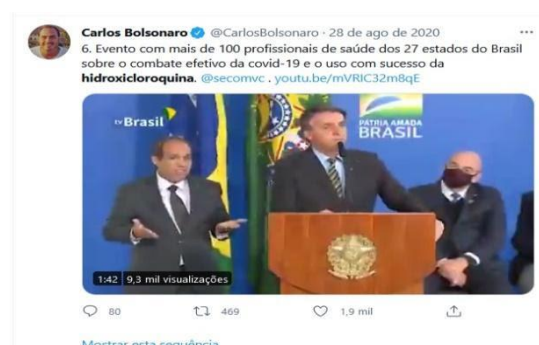 Carlos Bolsonaro @CarlosBolsonaro · 28 de ago de 2020
6. Evento com mais de 100 profissionais de saúde dos 27 estados do Brasil
sobre o combate efetivo da covid-19 e o uso com sucesso da
hidroxicloroquina. @secomvc . youtu.be/mVRIC32m8qE
tvBrasil
PÁTRIA AMADA
BRASIL
1:42 9,3 mil visualizações
80 469 1,9 mil
Mostrar esta sequência